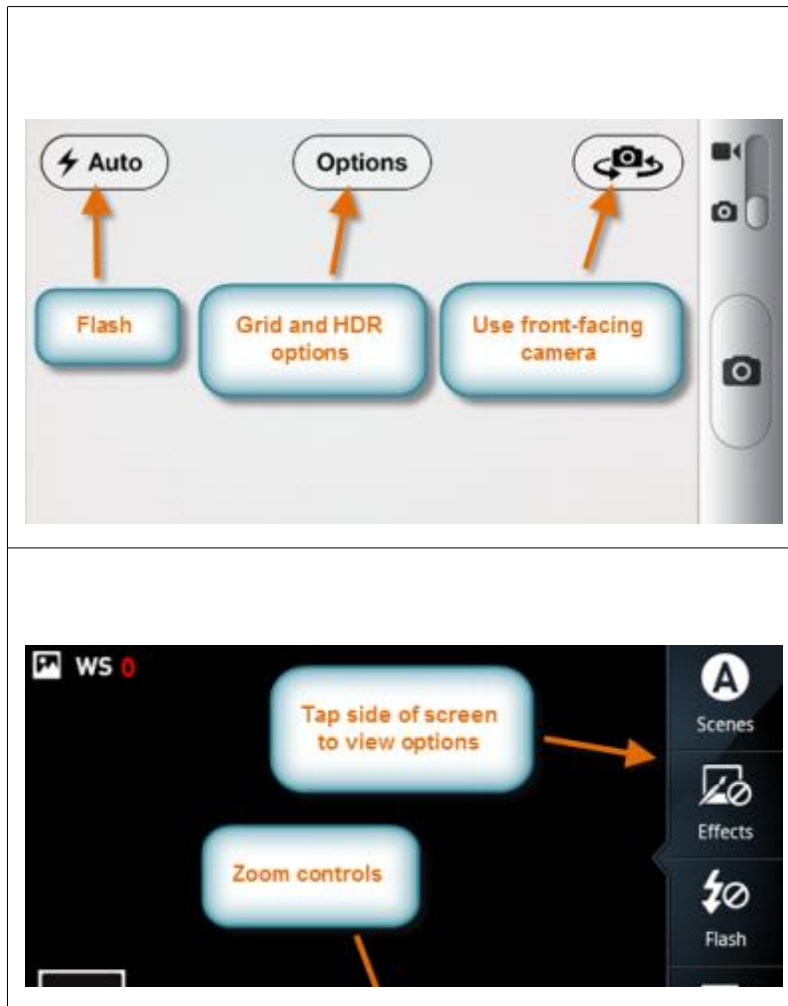 Auto
Options
Flash
Grid and HDR
options
Use front-facing
camera
WS 0
Tap side of screen
to view options
Zoom controls
A
Scenes
Effects
Flash